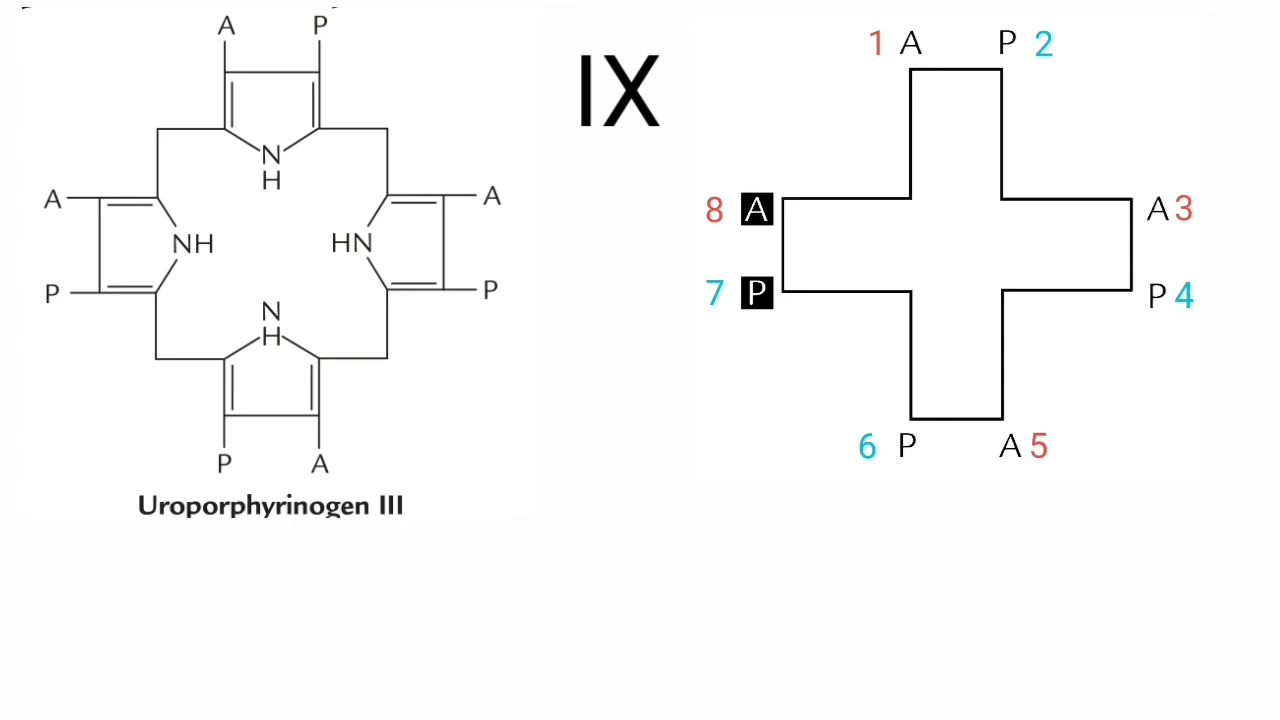 A P
IX
1 A P 2
N
H
A A
NH HN
P P
N
H
P A
8 A A 3
7 P P 4
6 P A 5
Uroporphyrinogen III